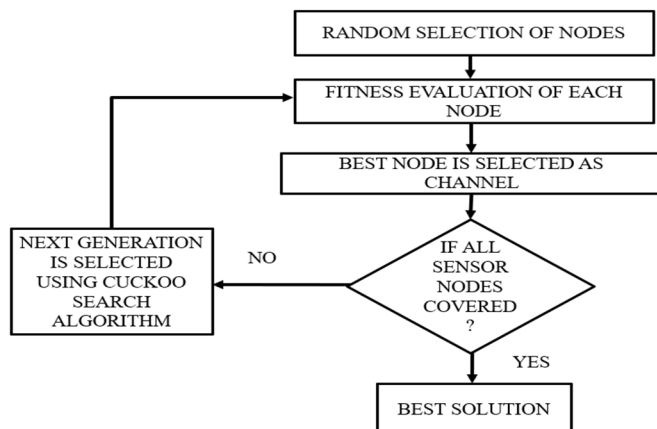 RANDOM SELECTION OF NODES
FITNESS EVALUATION OF EACH
NODE
BEST NODE IS SELECTED AS
CHANNEL
IF ALL
SENSOR
NODES
COVERED
?
NO
NEXT GENERATION
IS SELECTED
USING CUCKOO
SEARCH
ALGORITHM
YES
BEST SOLUTION